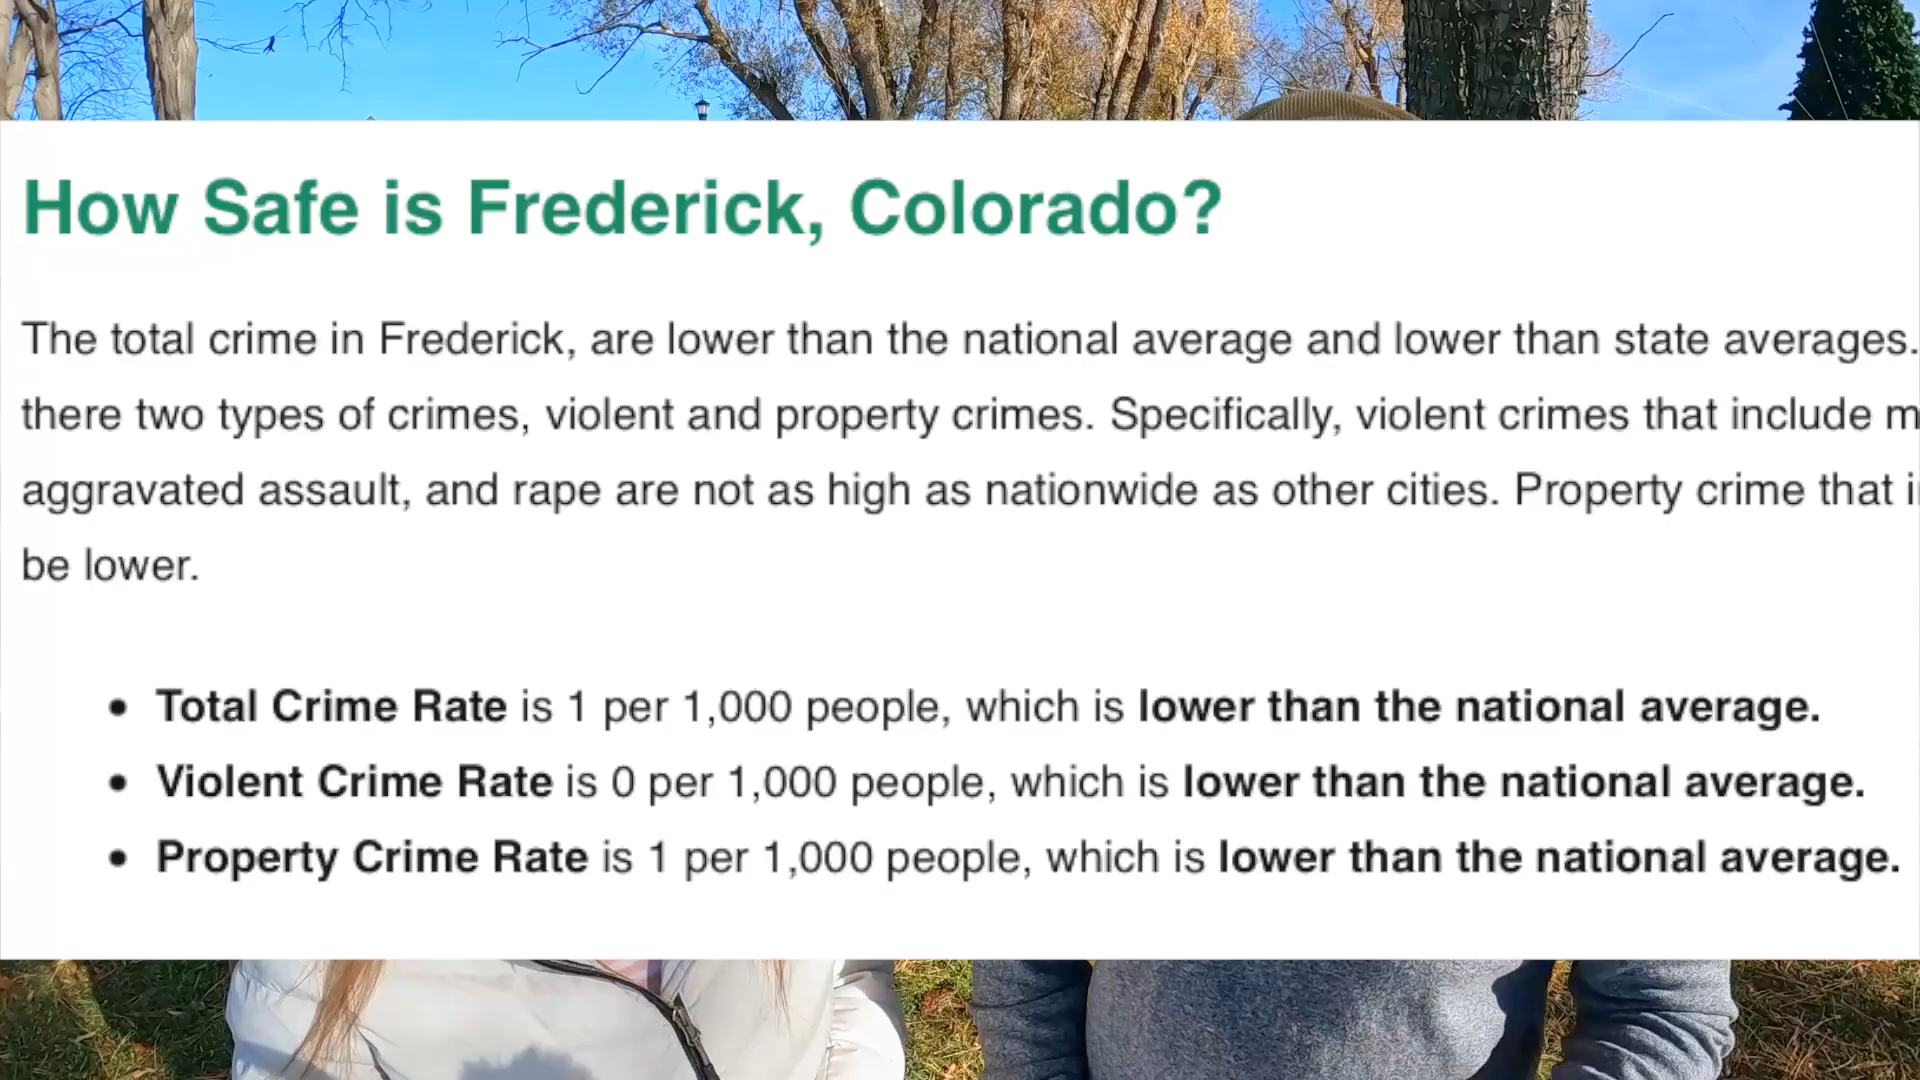 How Safe is Frederick, Colorado?
The total crime in Frederick, are lower than the national average and lower than state averages.
there two types of crimes, violent and property crimes. Specifically, violent crimes that include
aggravated assault, and rape are not as high as nationwide as other cities. Property crime that
be lower.
• Total Crime Rate is 1 per 1,000 people, which is lower than the national average.
• Violent Crime Rate is 0 per 1,000 people, which is lower than the national average.
• Property Crime Rate is 1 per 1,000 people, which is lower than the national average.